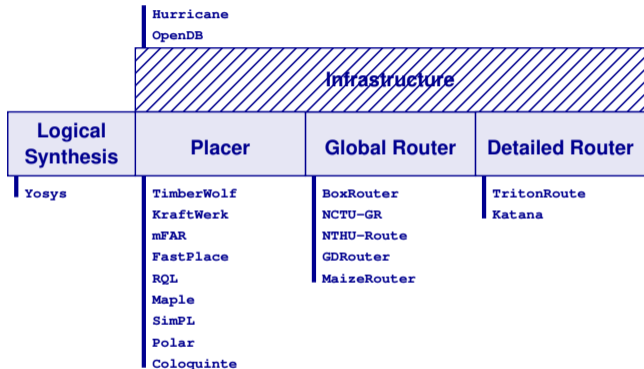 Hurricane
OpenDB
Infrastructure
Logical
Synthesis
Placer
Global Router
Detailed Router
Yosys
TimberWolf
KraftWerk
mFAR
FastPlace
RQL
Maple
SimPL
Polar
Coloquinte
BoxRouter
NCTU-GR
NTHU-Route
GDRouter
MaizeRouter
TritonRoute
Katana